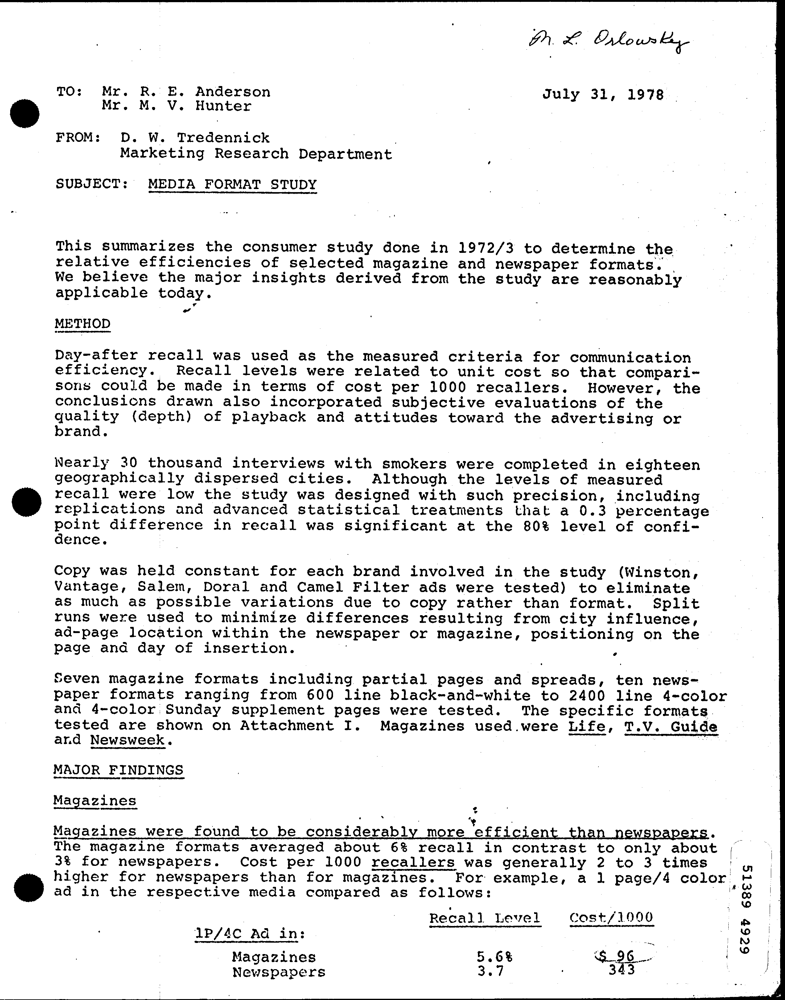 M. L. Orlowsky
TO: Mr. R. E. Anderson
Mr. M. V. Hunter
July 31, 1978
FROM: D. W. Tredennick
Marketing Research Department
SUBJECT: MEDIA FORMAT STUDY
This summarizes the consumer study done in 1972/3 to determine the
relative efficiencies of selected magazine and newspaper formats.
We believe the major insights derived from the study are reasonably
applicable today.
METHOD
Day-after recall was used as the measured criteria for communication
efficiency. Recall levels were related to unit cost so that compari-
sons could be made in terms of cost per 1000 recallers. However, the
conclusions drawn also incorporated subjective evaluations of the
quality (depth) of playback and attitudes toward the advertising or
brand.
Nearly 30 thousand interviews with smokers were completed in eighteen
geographically dispersed cities. Although the levels of measured
recall were low the study was designed with such precision, including
replications and advanced statistical treatments that a 0.3 percentage
point difference in recall was significant at the 80% level of confi-
dence.
Copy was held constant for each brand involved in the study (Winston,
Vantage, Salem, Doral and Camel Filter ads were tested) to eliminate
as much as possible variations due to copy rather than format. Split
runs were used to minimize differences resulting from city influence,
ad-page location within the newspaper or magazine, positioning on the
page and day of insertion.
Seven magazine formats including partial pages and spreads, ten news-
paper formats ranging from 600 line black-and-white to 2400 line 4-color
and 4-color Sunday supplement pages were tested. The specific formats
tested are shown on Attachment I. Magazines used were Life, T.V. Guide
and Newsweek.
MAJOR FINDINGS
Magazines
Magazines were found to be considerably more efficient than newspapers.
The magazine formats averaged about 6% recall in contrast to only about
3% for newspapers. Cost per 1000 recallers was generally 2 to 3 times
higher for newspapers than for magazines. For example, a 1 page/4 color
ad in the respective media compared as follows:
Recall Level Cost/1000
1P/4C Ad in:
Magazines 5.6% $ 96
Newspapers 3.7 343
51389 4929